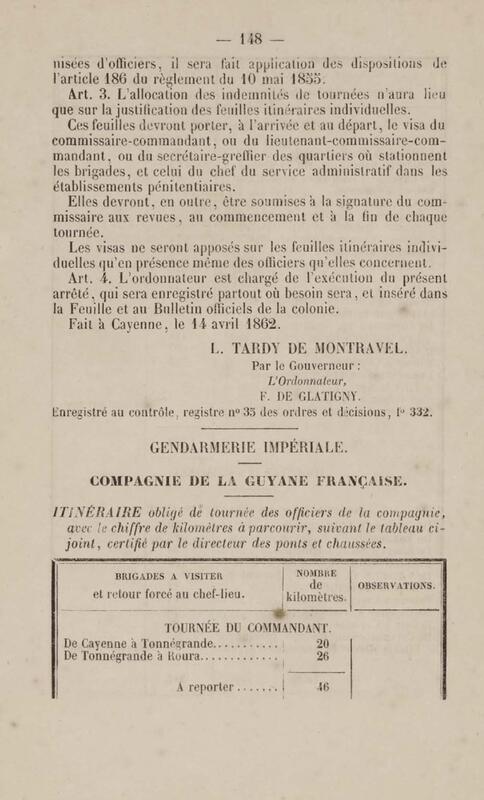 — 148 —
nisées d'officiers, il sera fait application des dispositions de
l'article 186 du règlement du 10 mai 1855.
Art. 3. L'allocation des indemnités de tournées n'aura lieu
que sur la justification des feuilles itinéraires individuelles.
Ces feuilles devront porter, à l'arrivée et au départ, le visa du
commissaire-commandant, ou du lieutenant-commissaire-com-
mandant, ou du secrétaire-greffier des quartiers où stationnent
les brigades, et celui du chef du service administratif dans les
établissements pénitentiaires.
Elles devront, en outre, être soumises à la signature du com-
missaire aux revues, au commencement et à la fin de chaque
tournée.
Les visas ne seront apposés sur les feuilles itinéraires indivi-
duelles qu'en présence même des officiers qu'elles concernent.
Art. 4. L'ordonnateur est chargé de l'exécution du présent
arrêté, qui sera enregistré partout où besoin sera, et inséré dans
la Feuille et au Bulletin officiels de la colonie.
Fait à Cayenne, le 14 avril 1862.
L. TARDY DE MONTRAVEL.
Par le Gouverneur :
L'Ordonnateur,
F. DE GLATIGNY.
Enregistré au contrôle, registre n° 35 des ordres et décisions, f° 332.
GENDARMERIE IMPÉRIALE.
COMPAGNIE DE LA GUYANE FRANÇAISE.
ITINÉRAIRE obligé de tournée des officiers de la compagnie,
avec le chiffre de kilomètres à parcourir, suivant le tableau ci-
joint, certifié par le directeur des ponts et chaussées.
BRIGADES A VISITER
et retour forcé au chef-lieu.
NOMBRE
de
kilomètres.
OBSERVATIONS.
TOURNÉE DU COMMANDANT.
De Cayenne à Tonnégrande........... 20
De Tonnégrande à Roura............. 26
A reporter....... 46